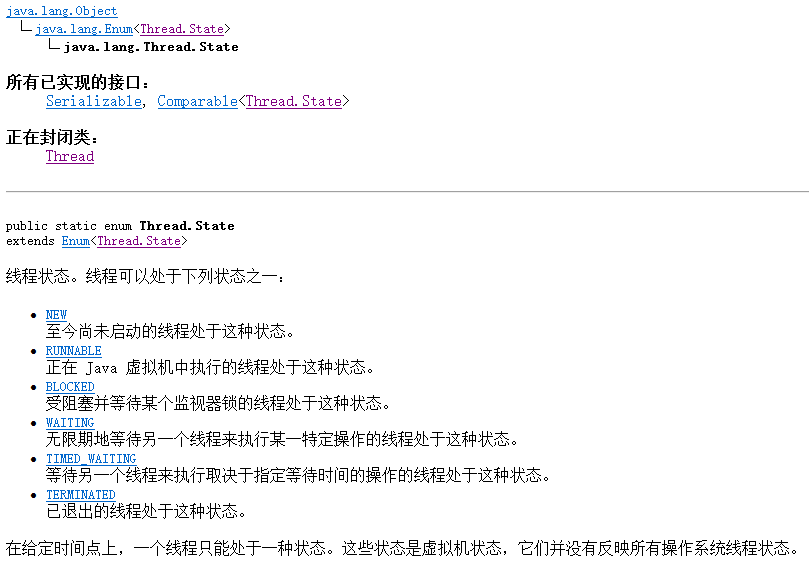 java.lang.Object
java.lang.Enum<Thread.State>
java.lang.Thread.State
所有已实现的接口：
Serializable, Comparable<Thread.State>
正在封闭类：
Thread
public static enum Thread.State
extends Enum<Thread.State>
线程状态。线程可以处于下列状态之一：
NEW
至今尚未启动的线程处于这种状态。
RUNNABLE
正在 Java 虚拟机中执行的线程处于这种状态。
BLOCKED
受阻塞并等待某个监视器锁的线程处于这种状态。
WAITING
无限期地等待另一个线程来执行某一特定操作的线程处于这种状态。
TIMED_WAITING
等待另一个线程来执行取决于指定等待时间的操作的线程处于这种状态。
TERMINATED
已退出的线程处于这种状态。
在给定时间点上，一个线程只能处于一种状态。这些状态是虚拟机状态，它们并没有反映所有操作系统线程状态。